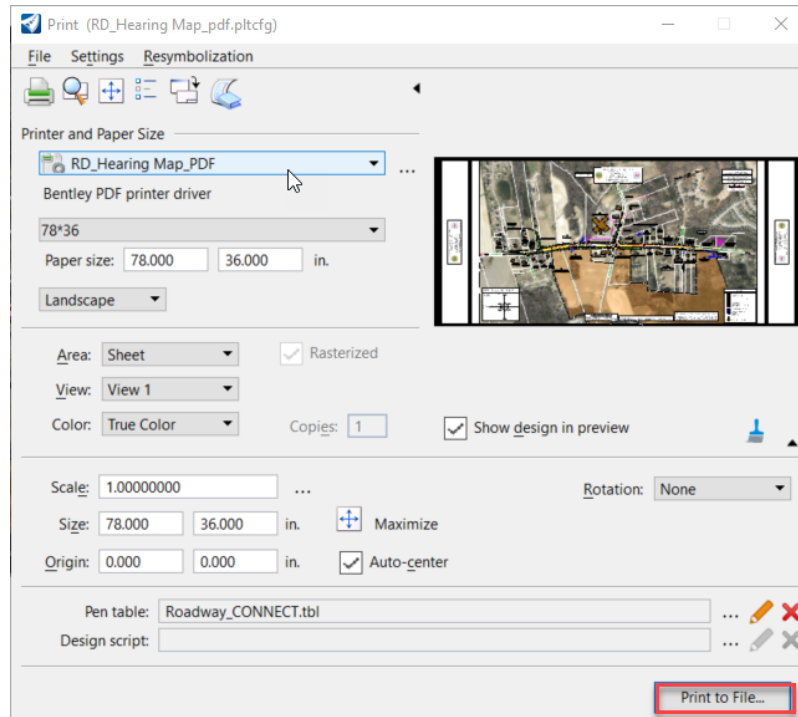 Print (RD_Hearing Map_pdf.pltcfg)
File Settings Resymbolization
Printer and Paper Size
RD_Hearing Map_PDF ...
Bentley PDF printer driver
78*36
Paper size: 78.000 36.000 in.
Landscape
Area: Sheet Rasterized
View: View 1
Color: True Color Copies: 1 Show design in preview
Scale: 1.00000000 ... Rotation: None
Size: 78.000 36.000 in. Maximize
Origin: 0.000 0.000 in. Auto-center
Pen table: Roadway_CONNECT.tbl ...
Design script: ...
Print to File...